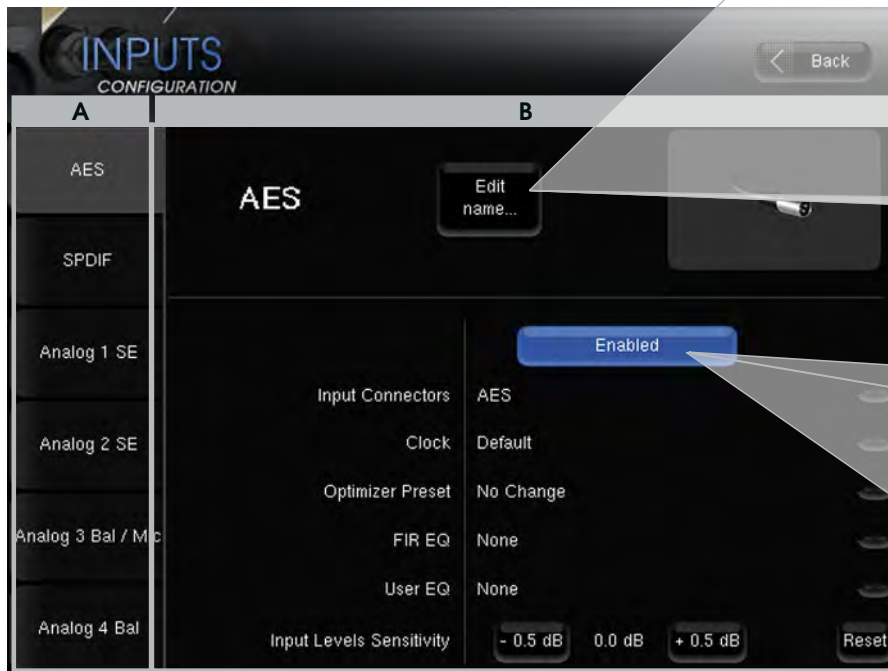 INPUTS
CONFIGURATION
Back
A
B
AES
SPDIF
Analog 1 SE
Analog 2 SE
Analog 3 Bal / Mic
Analog 4 Bal
AES
Edit
name...
Enabled
Input Connectors AES
Clock Default
Optimizer Preset No Change
FIR EQ None
User EQ None
Input Levels Sensitivity - 0.5 dB 0.0 dB + 0.5 dB Reset